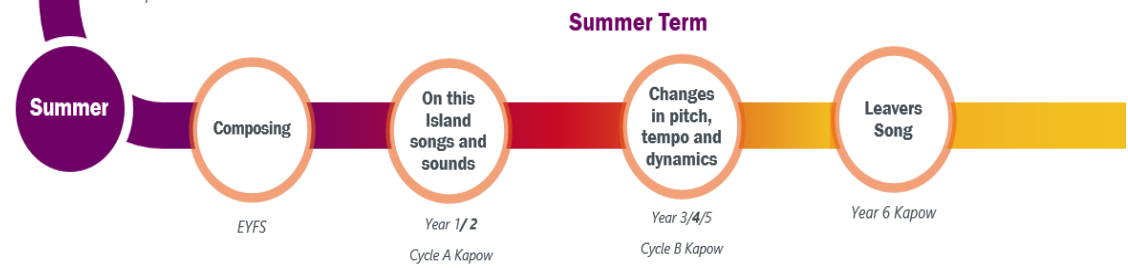 Summer Term
Summer
Composing
EYFS
On this
Island
songs and
sounds
Year 1/ 2
Cycle A Kapow
Changes
in pitch,
tempo and
dynamics
Year 3/4/5
Cycle B Kapow
Leavers
Song
Year 6 Kapow